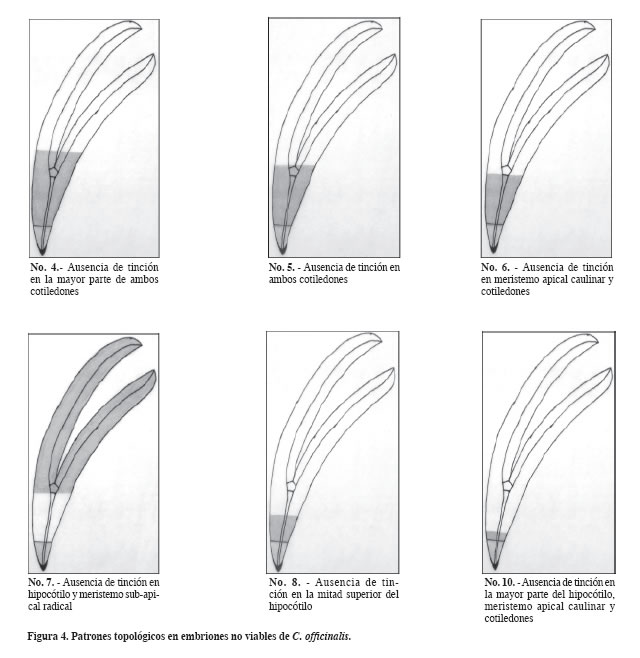 No. 4.- Ausencia de tinción
en la mayor parte de ambos
cotiledones
No. 5. - Ausencia de tinción en
ambos cotiledones
No. 6. - Ausencia de tinción
en meristemo apical caulinar y
cotiledones
No. 7. - Ausencia de tinción en
hipocótilo y meristemo sub-api-
cal radical
No. 8. - Ausencia de tin-
ción en la mitad superior del
hipocótilo
No. 10. - Ausencia de tinción en
la mayor parte del hipocótilo,
meristemo apical caulinar y
cotiledones
Figura 4. Patrones topológicos en embriones no viables de C. officinalis.